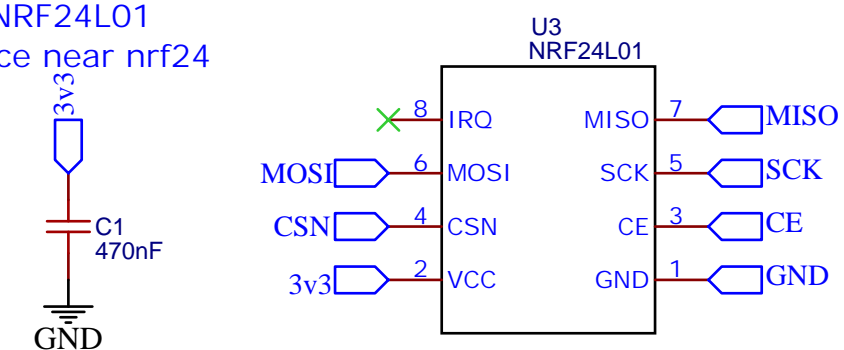 NRF24L01
ce near nrf24
3v3
C1
470nF
GND
U3
NRF24L01
8 IRQ MISO 7 MISO
MOSI 6 MOSI SCK 5 SCK
CSN 4 CSN CE 3 CE
3v3 2 VCC GND 1 GND